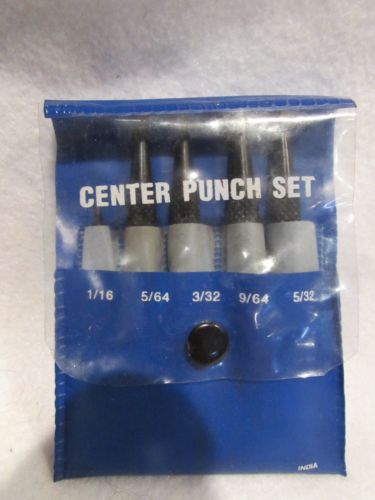 CENTER PUNCH SET
1/16 5/64 3/32 9/64 5/32
INDIA